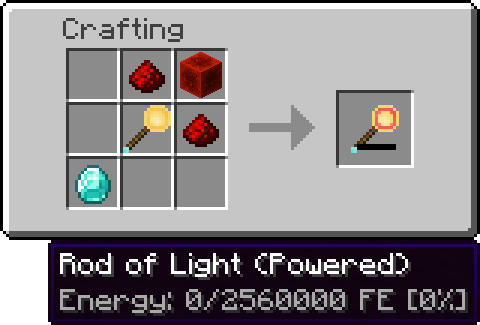 Crafting
Rod of Light (Powered)
Energy: 0/2560000 FE [0%]